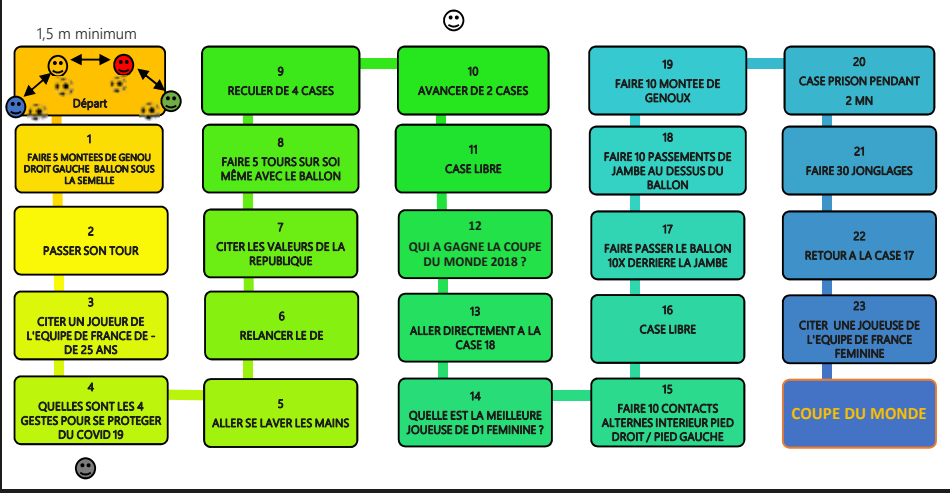 1,5 m minimum
Départ
1
FAIRE 5 MONTEES DE GENOU
DROIT GAUCHE BALLON SOUS
LA SEMELLE
2
PASSER SON TOUR
3
CITER UN JOUEUR DE
L'EQUIPE DE FRANCE DE -
DE 25 ANS
4
QUELLES SONT LES 4
GESTES POUR SE PROTEGER
DU COVID 19
5
ALLER SE LAVER LES MAINS
6
RELANCER LE DE
7
CITER LES VALEURS DE LA
REPUBLIQUE
8
FAIRE 5 TOURS SUR SOI
MÊME AVEC LE BALLON
9
RECULER DE 4 CASES
10
AVANCER DE 2 CASES
11
CASE LIBRE
12
QUI A GAGNE LA COUPE
DU MONDE 2018 ?
13
ALLER DIRECTEMENT A LA
CASE 18
14
QUELLE EST LA MEILLEURE
JOUEUSE DE D1 FEMININE ?
15
FAIRE 10 CONTACTS
ALTERNES INTERIEUR PIED
DROIT / PIED GAUCHE
16
CASE LIBRE
17
FAIRE PASSER LE BALLON
10X DERRIERE LA JAMBE
18
FAIRE 10 PASSEMENTS DE
JAMBE AU DESSUS DU
BALLON
19
FAIRE 10 MONTEE DE
GENOUX
20
CASE PRISON PENDANT
2 MN
21
FAIRE 30 JONGLAGES
22
RETOUR A LA CASE 17
23
CITER UNE JOUEUSE DE
L'EQUIPE DE FRANCE
FEMININE
COUPE DU MONDE